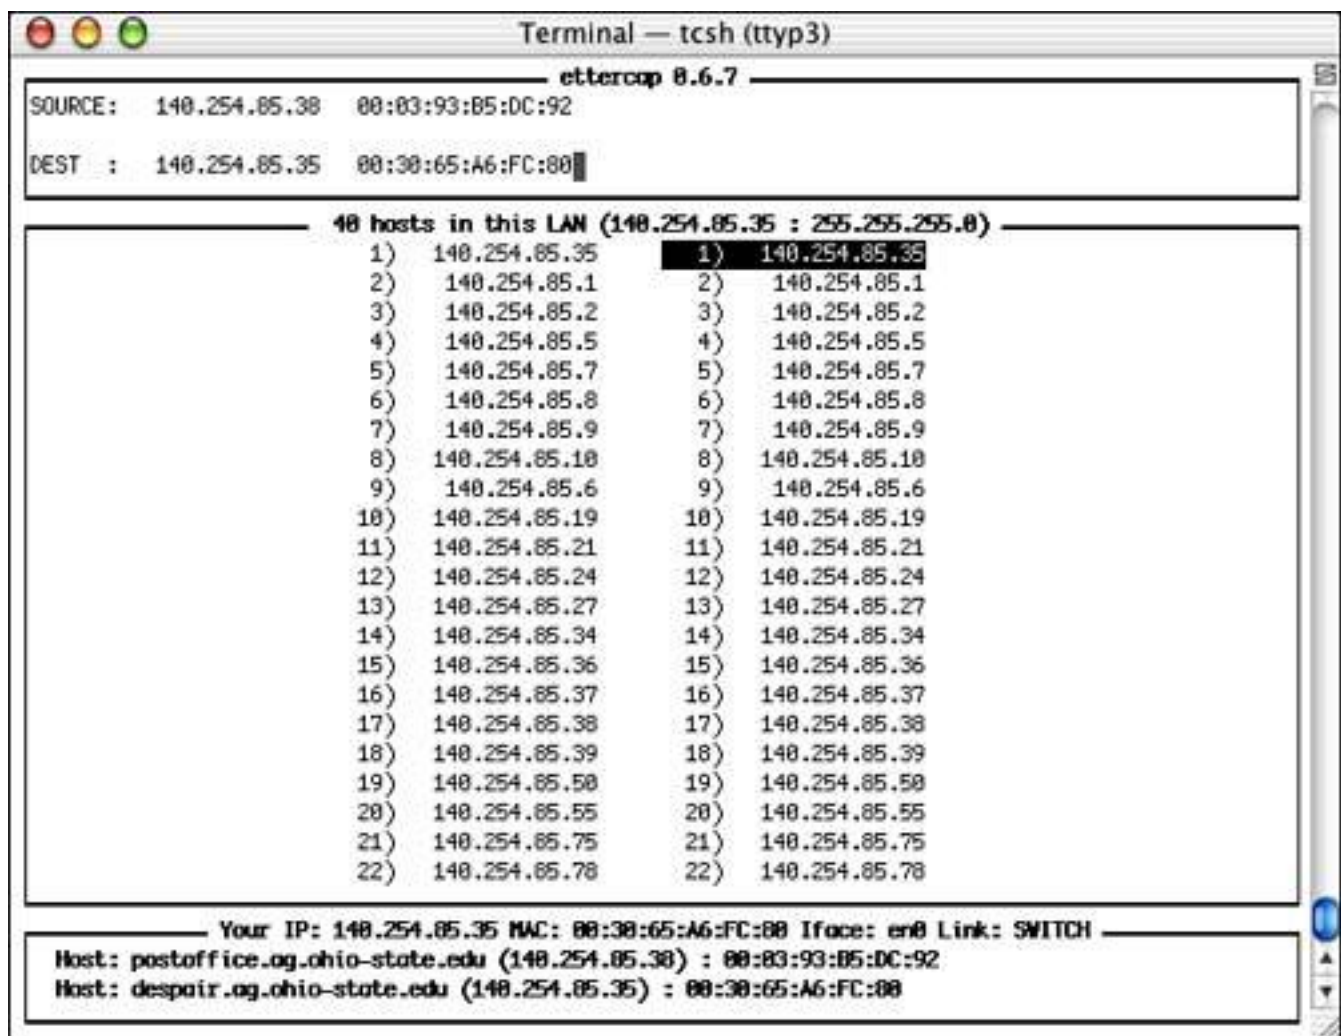 Terminal — tcsh (ttyp3)
ettercap 0.6.7
SOURCE: 140.254.85.38 00:03:93:B5:DC:92
DEST : 140.254.85.35 00:30:65:A6:FC:80
40 hosts in this LAN (140.254.85.35 : 255.255.255.0)
1) 140.254.85.35 1) 140.254.85.35
2) 140.254.85.1 2) 140.254.85.1
3) 140.254.85.2 3) 140.254.85.2
4) 140.254.85.5 4) 140.254.85.5
5) 140.254.85.7 5) 140.254.85.7
6) 140.254.85.8 6) 140.254.85.8
7) 140.254.85.9 7) 140.254.85.9
8) 140.254.85.10 8) 140.254.85.10
9) 140.254.85.6 9) 140.254.85.6
10) 140.254.85.19 10) 140.254.85.19
11) 140.254.85.21 11) 140.254.85.21
12) 140.254.85.24 12) 140.254.85.24
13) 140.254.85.27 13) 140.254.85.27
14) 140.254.85.34 14) 140.254.85.34
15) 140.254.85.36 15) 140.254.85.36
16) 140.254.85.37 16) 140.254.85.37
17) 140.254.85.38 17) 140.254.85.38
18) 140.254.85.39 18) 140.254.85.39
19) 140.254.85.50 19) 140.254.85.50
20) 140.254.85.55 20) 140.254.85.55
21) 140.254.85.75 21) 140.254.85.75
22) 140.254.85.78 22) 140.254.85.78
Your IP: 140.254.85.35 MAC: 00:30:65:A6:FC:80 Iface: en0 Link: SWITCH
Host: postoffice.ag.ohio-state.edu (140.254.85.38) : 00:03:93:B5:DC:92
Host: despair.ag.ohio-state.edu (140.254.85.35) : 00:30:65:A6:FC:80